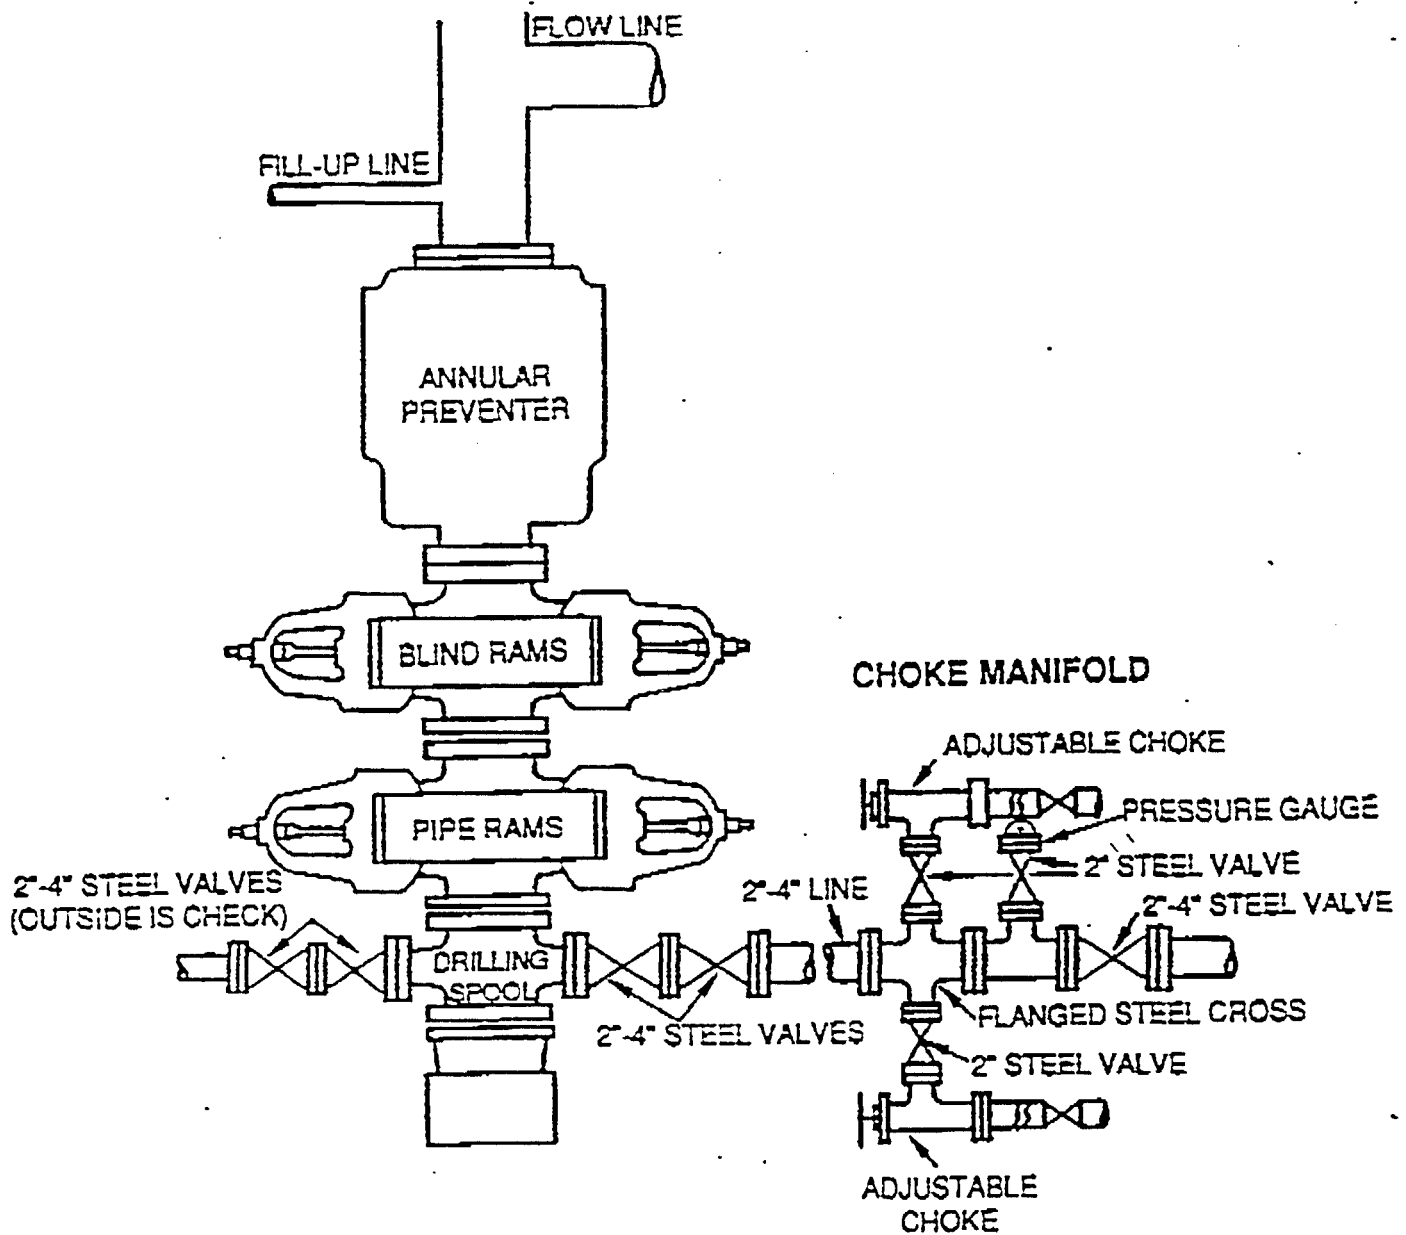 FLOW LINE
FILL-UP LINE
ANNULAR
PREVENTER
BLIND RAMS
CHOKE MANIFOLD
ADJUSTABLE CHOKE
PRESSURE GAUGE
PIPE RAMS
2" STEEL VALVE
2"-4" STEEL VALVES
(OUTSIDE IS CHECK)
2"-4" LINE
2"-4" STEEL VALVE
DRILLING
SPOOL
FLANGED STEEL CROSS
2"-4" STEEL VALVES
2" STEEL VALVE
ADJUSTABLE
CHOKE